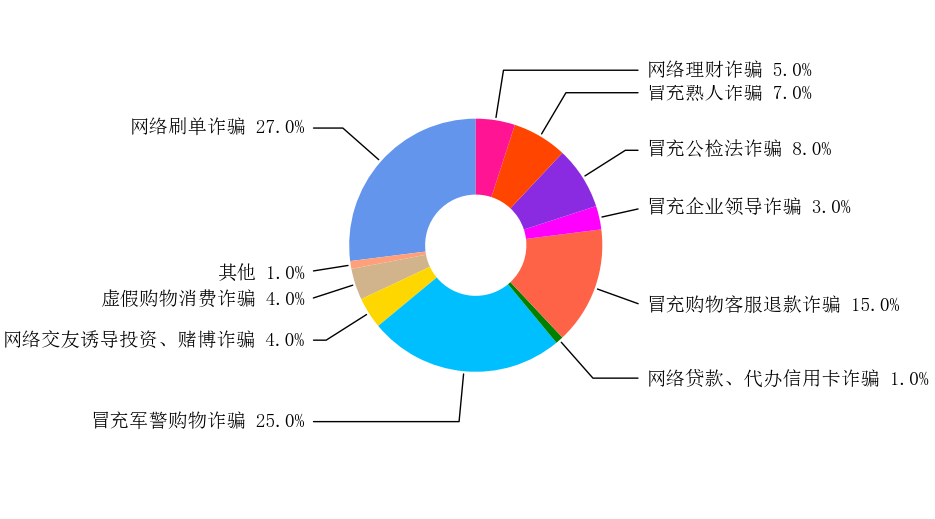 网络理财诈骗 5.0%
冒充熟人诈骗 7.0%
冒充公检法诈骗 8.0%
冒充企业领导诈骗 3.0%
冒充购物客服退款诈骗 15.0%
网络贷款、代办信用卡诈骗 1.0%
冒充军警购物诈骗 25.0%
网络交友诱导投资、赌博诈骗 4.0%
虚假购物消费诈骗 4.0%
其他 1.0%
网络刷单诈骗 27.0%